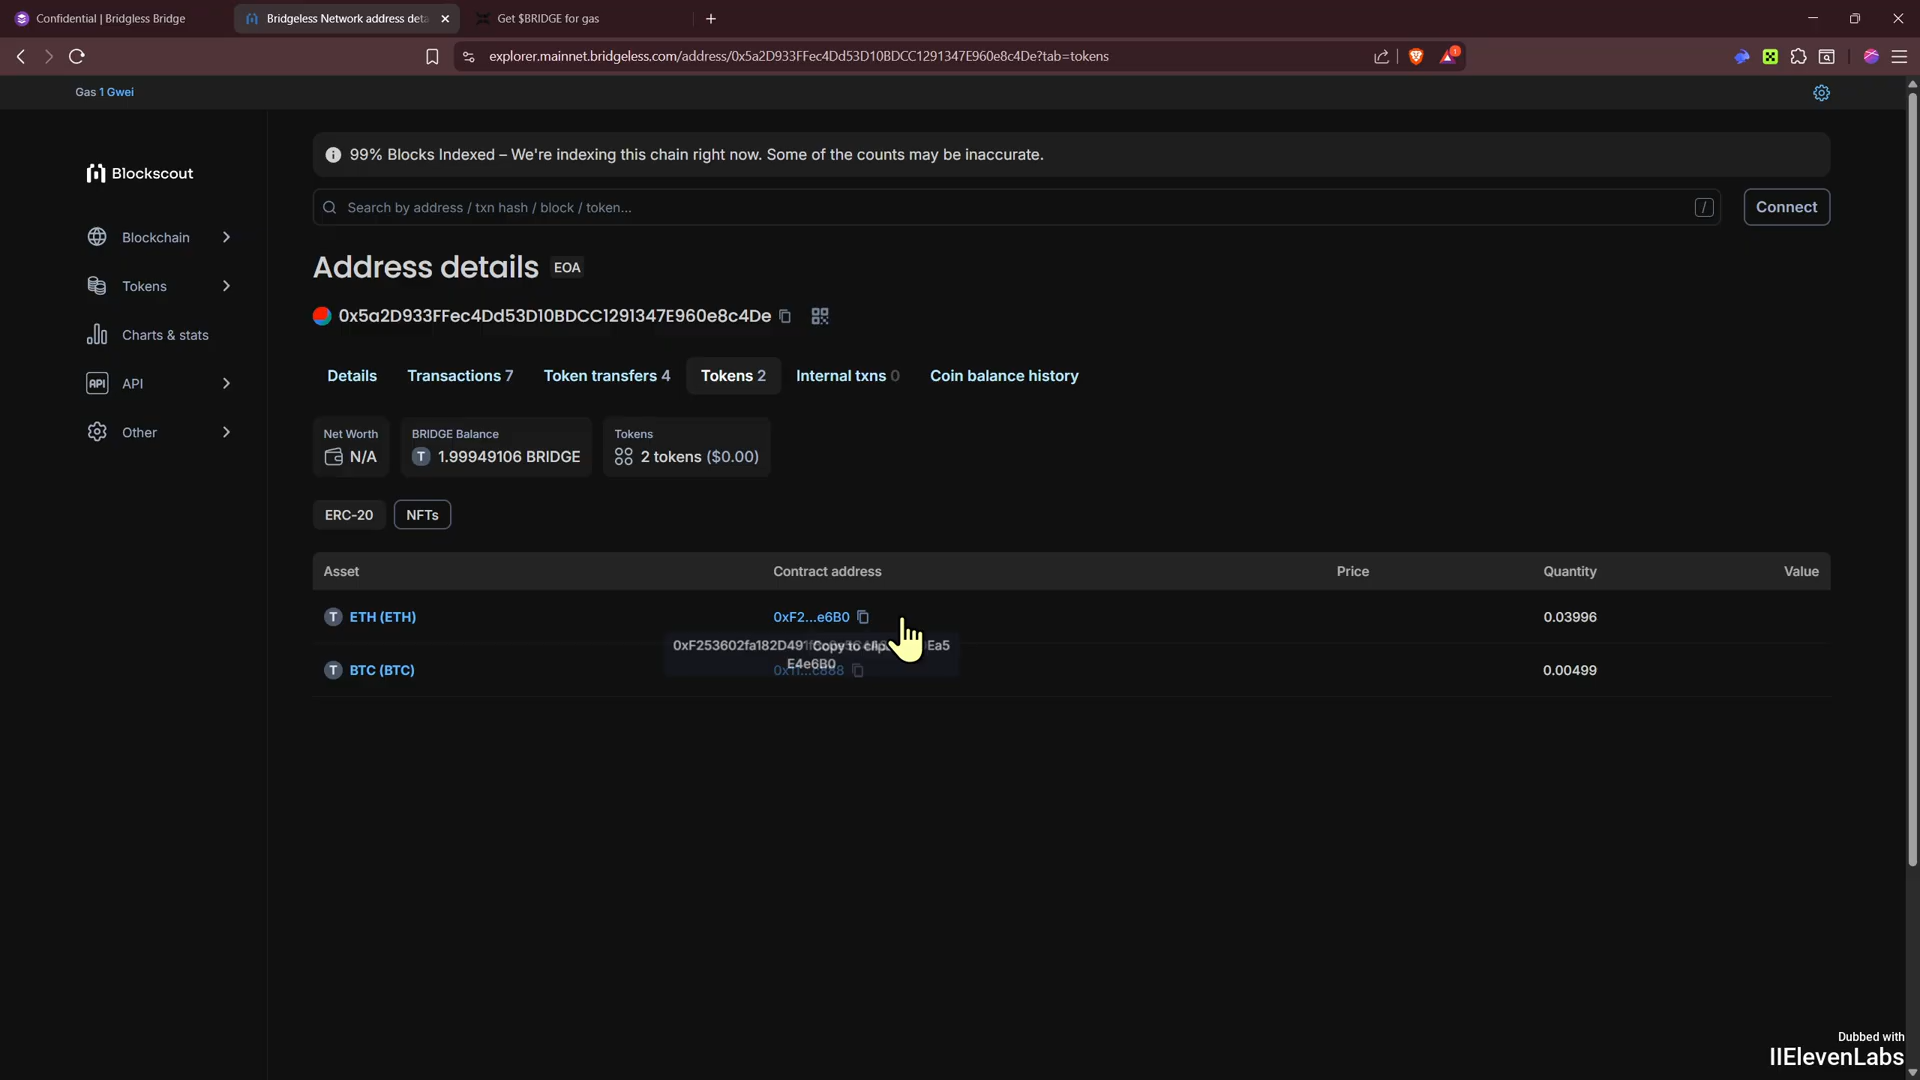 Confidential | Bridgless Bridge
Bridgeless Network address deta
Get $BRIDGE for gas
explorer.mainnet.bridgeless.com/address/0x5a2D933FFec4Dd53D10BDCC1291347E960e8c4De?tab=tokens
1
Gas 1 Gwei
Blockscout
99% Blocks Indexed – We're indexing this chain right now. Some of the counts may be inaccurate.
Search by address / txn hash / block / token...
/
Connect
Blockchain
Tokens
Charts & stats
API API
Other
Address details EOA
0x5a2D933FFec4Dd53D10BDCC1291347E960e8c4De
Details Transactions 7 Token transfers 4 Tokens 2 Internal txns 0 Coin balance history
Net Worth BRIDGE Balance Tokens
N/A T 1.99949106 BRIDGE 2 tokens ($0.00)
ERC-20 NFTs
Asset Contract address Price Quantity Value
T ETH (ETH) 0xF2...e6B0 0.03996
Copy to
E4e6B0
T BTC (BTC) 0.00499
Dubbed with
IIElevenLabs